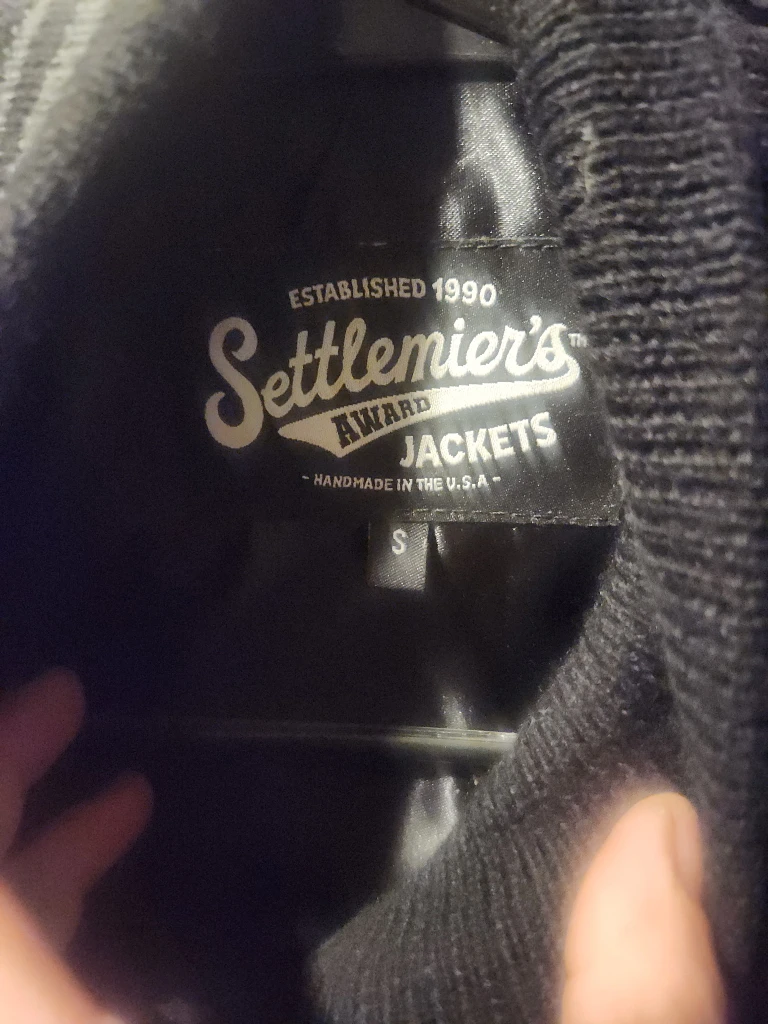 ESTABLISHED 1990
Settlemier's™
AWARD
JACKETS
- HANDMADE IN THE U.S.A -
S